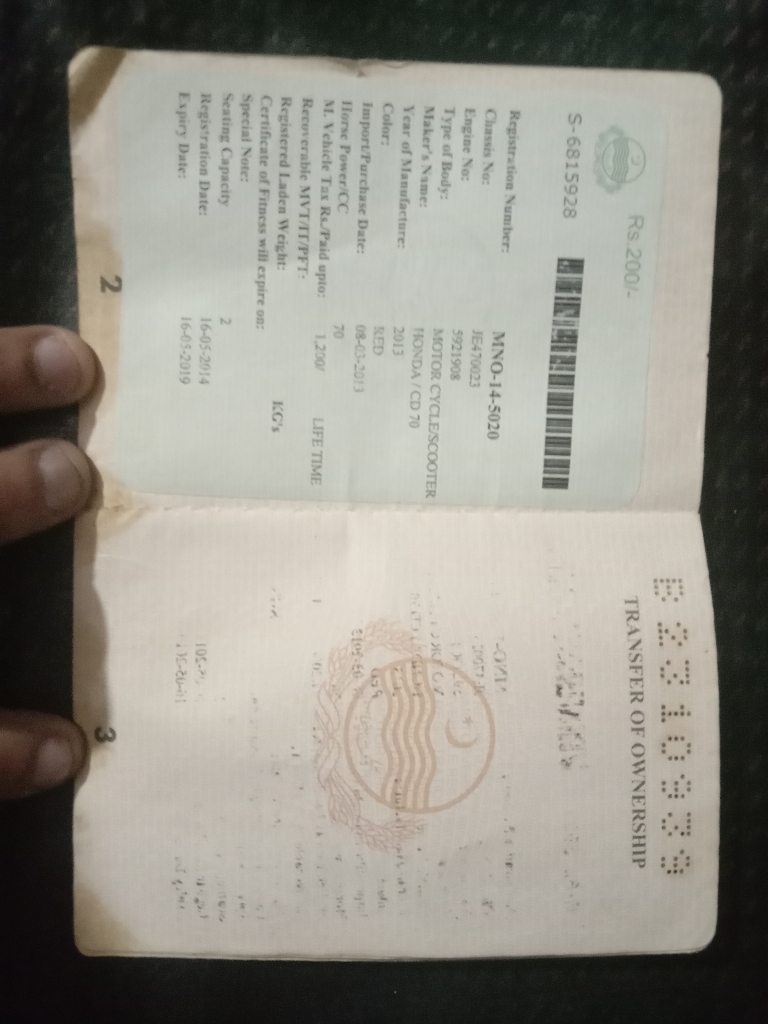 Rs.200/-
S-6815928
Registration Number: MNO-14-5020
Chassis No: JE470023
Engine No: 5921908
Type of Body: MOTOR CYCLE/SCOOTER
Maker's Name: HONDA / CD 70
Year of Manufacture: 2013
Color: RED
Import/Purchase Date: 08-03-2013
Horse Power/CC 70
M. Vehicle Tax Rs./Paid upto: 1,200/ LIFE TIME
Recoverable MVT/IT/PFT:
Registered Laden Weight: KG's
Certificate of Fitness will expire on:
Special Note:
Seating Capacity 2
Registration Date: 16-05-2014
Expiry Date: 16-05-2019
2
TRANSFER OF OWNERSHIP
3